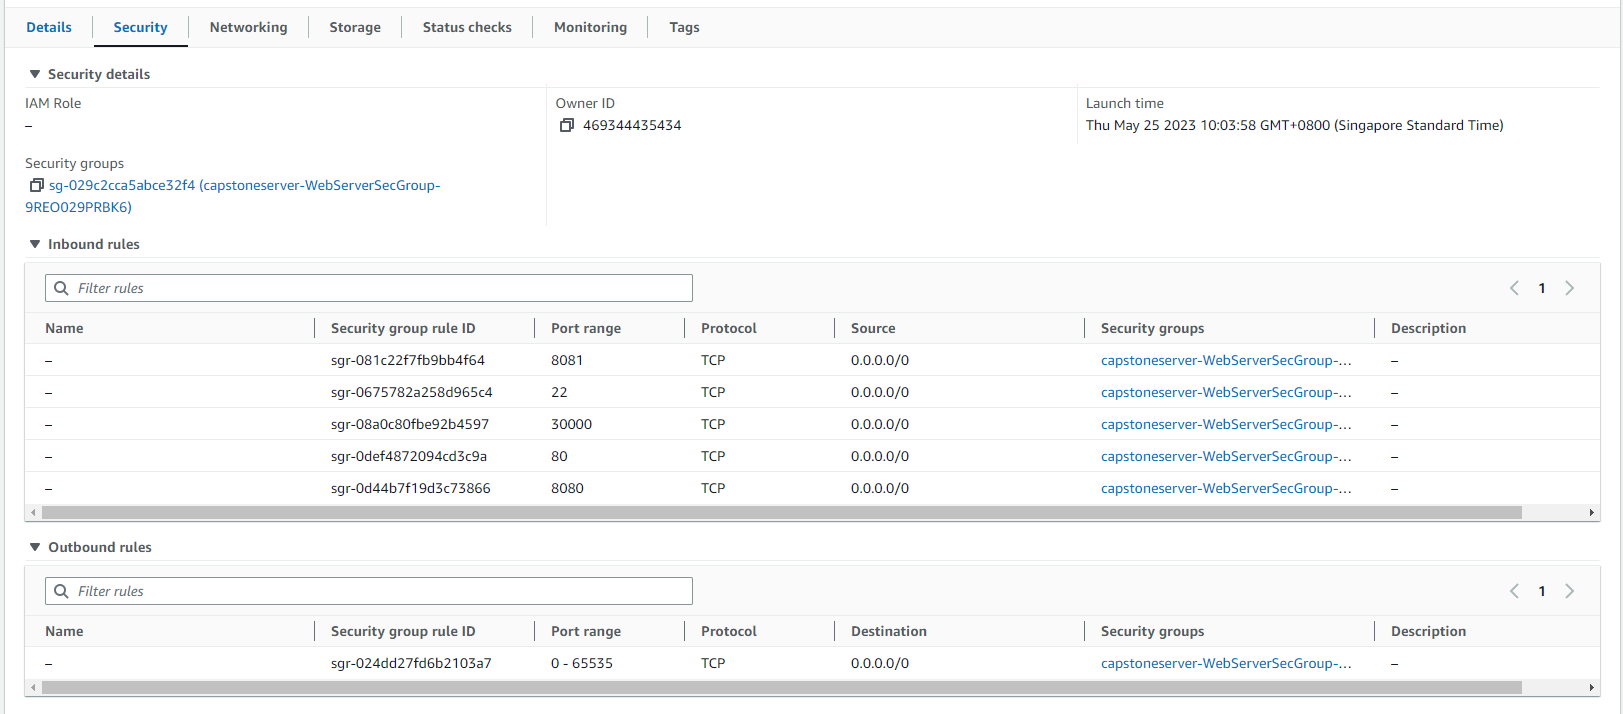 Details Security Networking Storage Status checks Monitoring Tags
Security details
IAM Role Owner ID Launch time
– 469344435434 Thu May 25 2023 10:03:58 GMT+0800 (Singapore Standard Time)
Security groups
sg-029c2cca5abce32f4 (capstoneserver-WebServerSecGroup-
9REO029PRBK6)
Inbound rules
Filter rules 1
Name Security group rule ID Port range Protocol Source Security groups Description
– sgr-081c22f7fb9bb4f64 8081 TCP 0.0.0.0/0 capstoneserver-WebServerSecGroup-... –
– sgr-0675782a258d965c4 22 TCP 0.0.0.0/0 capstoneserver-WebServerSecGroup-... –
– sgr-08a0c80fbe92b4597 30000 TCP 0.0.0.0/0 capstoneserver-WebServerSecGroup-... –
– sgr-0def4872094cd3c9a 80 TCP 0.0.0.0/0 capstoneserver-WebServerSecGroup-... –
– sgr-0d44b7f19d3c73866 8080 TCP 0.0.0.0/0 capstoneserver-WebServerSecGroup-... –
Outbound rules
Filter rules 1
Name Security group rule ID Port range Protocol Destination Security groups Description
– sgr-024dd27fd6b2103a7 0 - 65535 TCP 0.0.0.0/0 capstoneserver-WebServerSecGroup-... –